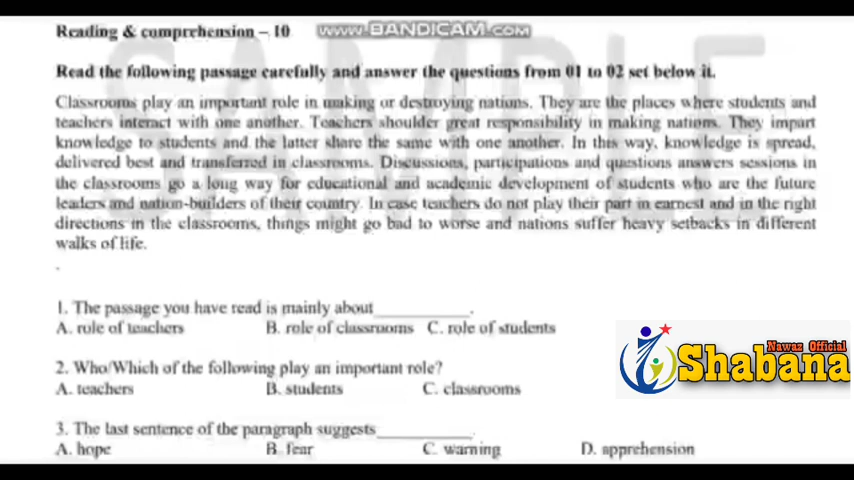 Reading & comprehension – 10
www.BANDICAM.com
SAMPLE
Read the following passage carefully and answer the questions from 01 to 02 set below it.
Classrooms play an important role in making or destroying nations. They are the places where students and
teachers interact with one another. Teachers shoulder great responsibility in making nations. They impart
knowledge to students and the latter share the same with one another. In this way, knowledge is spread,
delivered best and transferred in classrooms. Discussions, participations and questions answers sessions in
the classrooms go a long way for educational and academic development of students who are the future
leaders and nation-builders of their country. In case teachers do not play their part in earnest and in the right
directions in the classrooms, things might go bad to worse and nations suffer heavy setbacks in different
walks of life.
1. The passage you have read is mainly about__________.
A. role of teachers B. role of classrooms C. role of students
2. Who/Which of the following play an important role?
A. teachers B. students C. classrooms
3. The last sentence of the paragraph suggests__________.
A. hope B. fear C. warning D. apprehension
Nawaz Official
Shabana